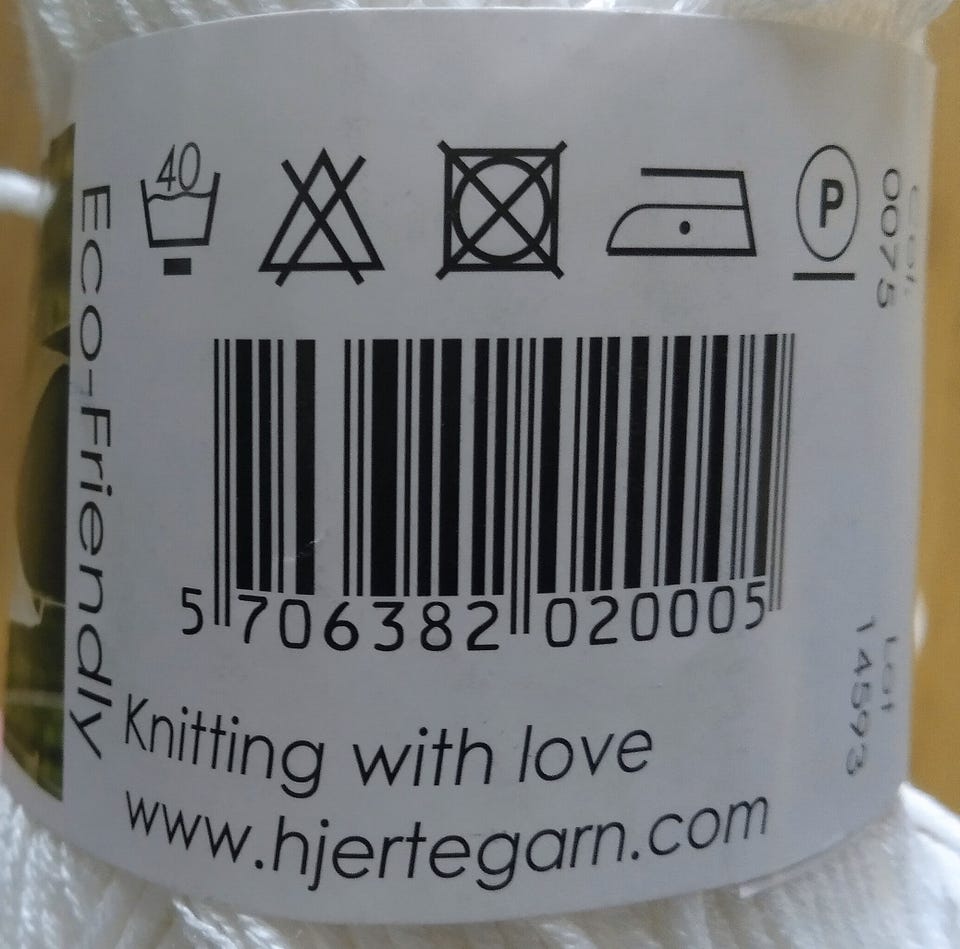 Eco-Friendly
40
P
Col.
0075
5 706382 020005
Lot
14593
Knitting with love
www.hjertegarn.com